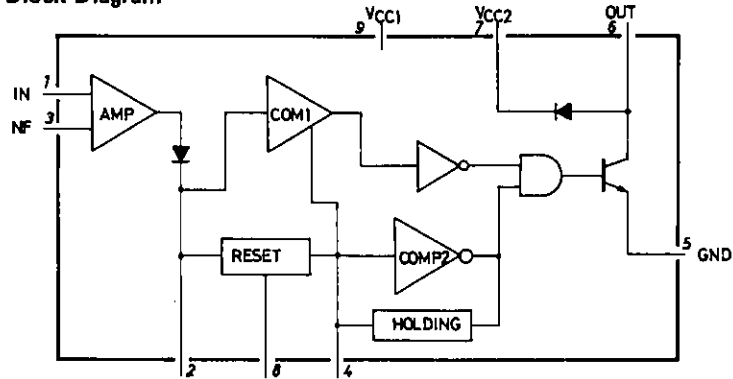 Block Diagram
VCC1
9
VCC2
7
OUT
6
IN 1
NF 3
AMP
COM1
RESET
COMP2
HOLDING
5 GND
2
8
4